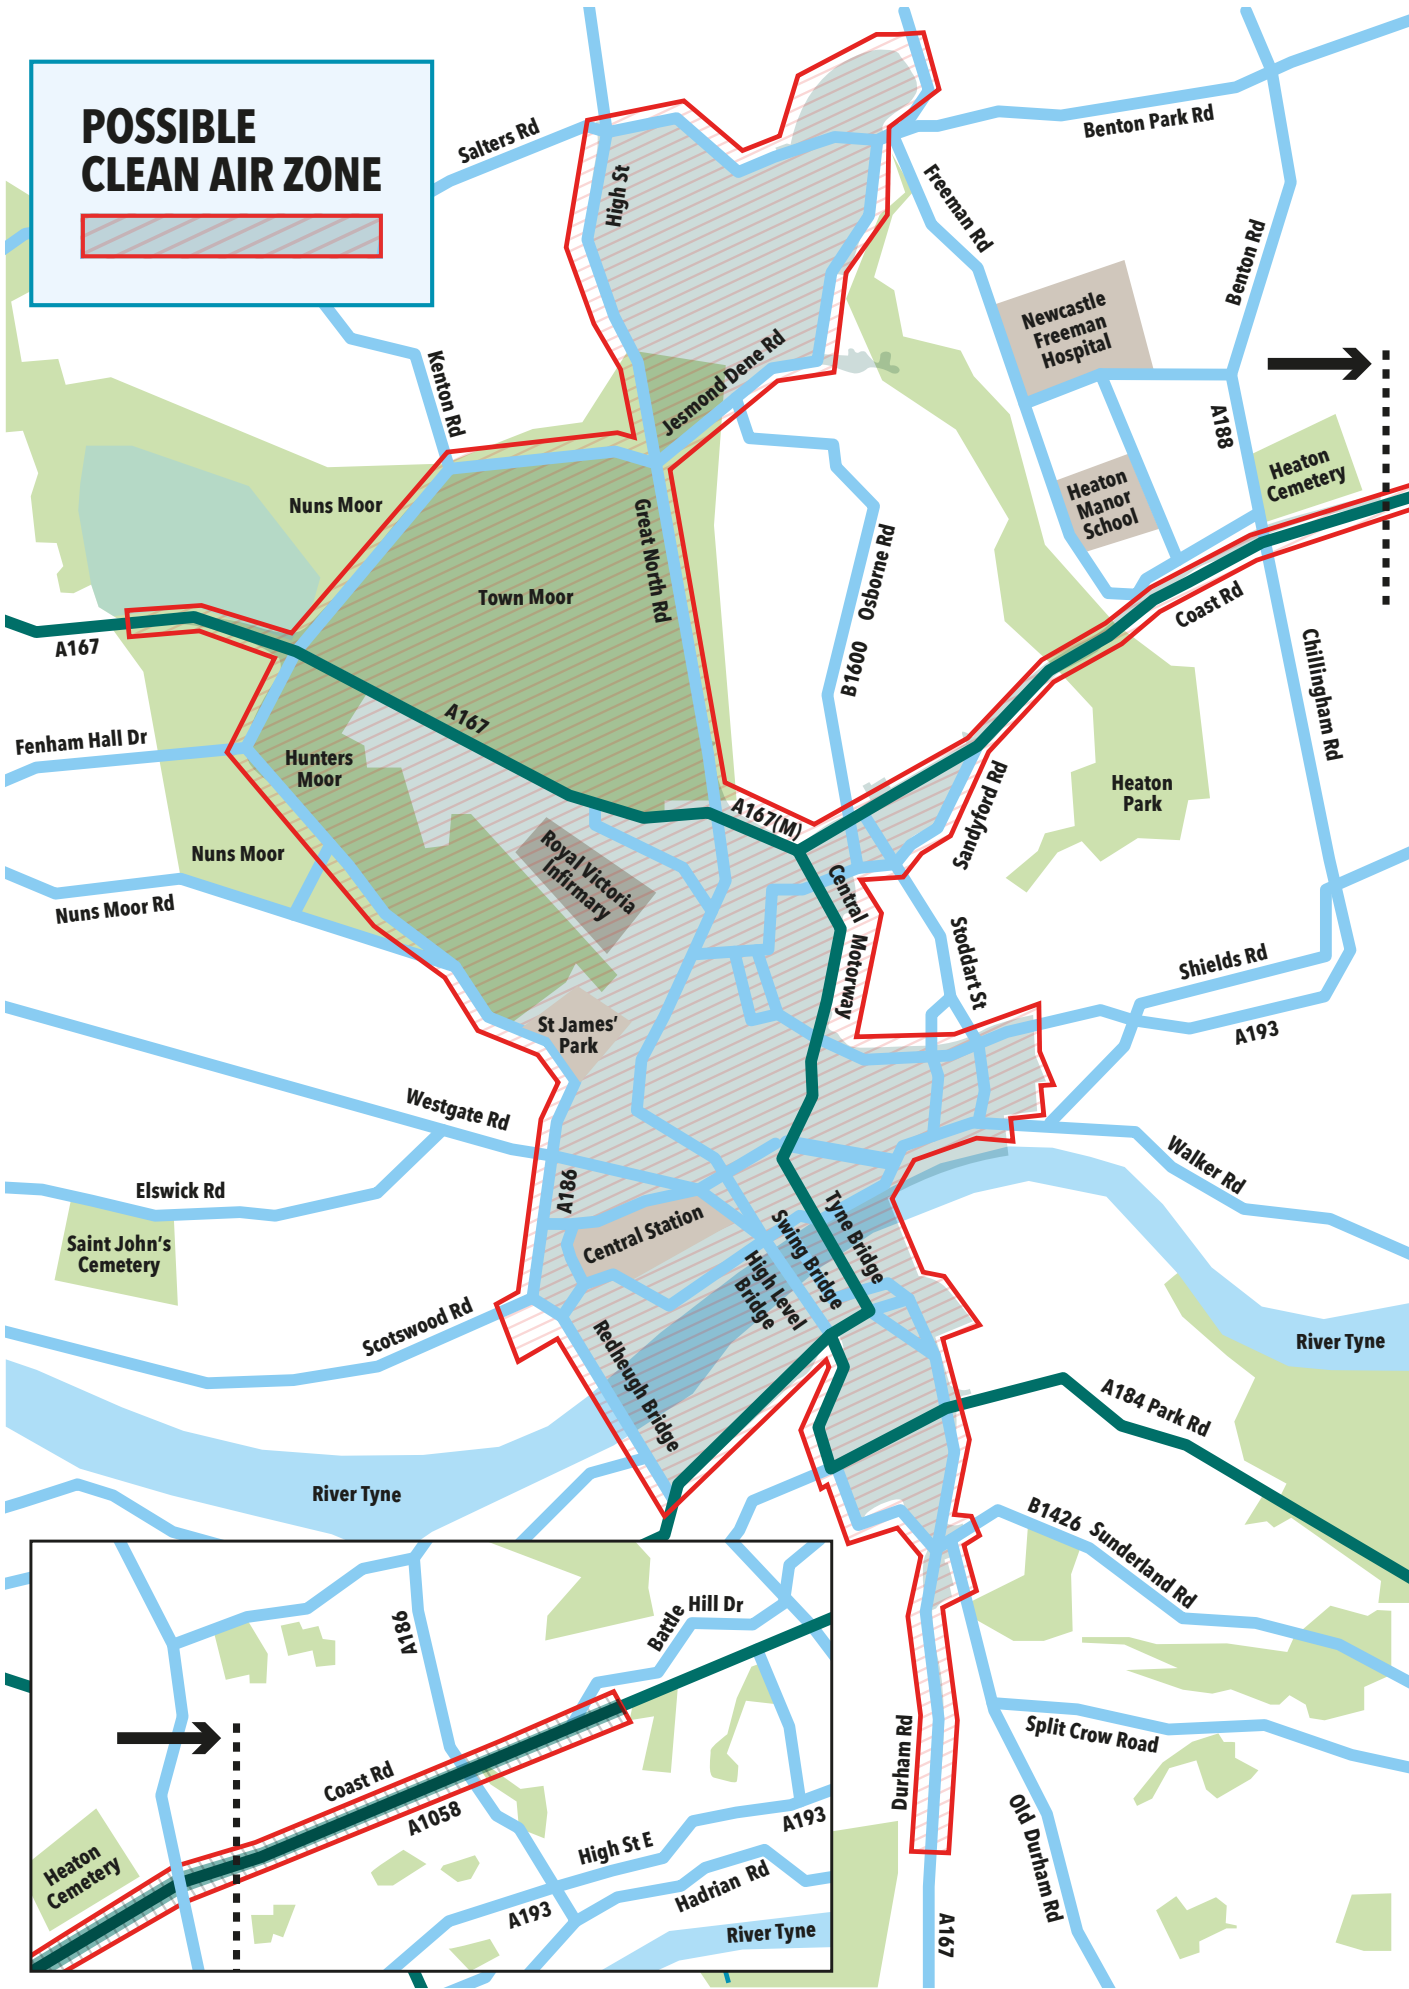 POSSIBLE
CLEAN AIR ZONE
Salters Rd
High St
Benton Park Rd
Freeman Rd
Benton Rd
Newcastle
Freeman
Hospital
Kenton Rd
Jesmond Dene Rd
A188
Heaton
Cemetery
Heaton
Manor
School
Nuns Moor
Great North Rd
Town Moor
Osborne Rd
B1600
Coast Rd
A167
Chillingham Rd
A167
Fenham Hall Dr
Hunters
Moor
Heaton
Park
A167(M)
Sandyford Rd
Nuns Moor
Royal Victoria
Infirmary
Central Motorway
Nuns Moor Rd
Stoddart St
Shields Rd
A193
St James'
Park
Westgate Rd
Walker Rd
Elswick Rd
A186
Saint John's
Cemetery
Central Station
Tyne Bridge
Swing Bridge
High Level
Bridge
Scotswood Rd
Redheugh Bridge
River Tyne
A184 Park Rd
River Tyne
B1426 Sunderland Rd
Split Crow Road
Durham Rd
Old Durham Rd
A167
A186
Battle Hill Dr
Coast Rd
A1058
A193
High St E
Hadrian Rd
A193
Heaton
Cemetery
River Tyne